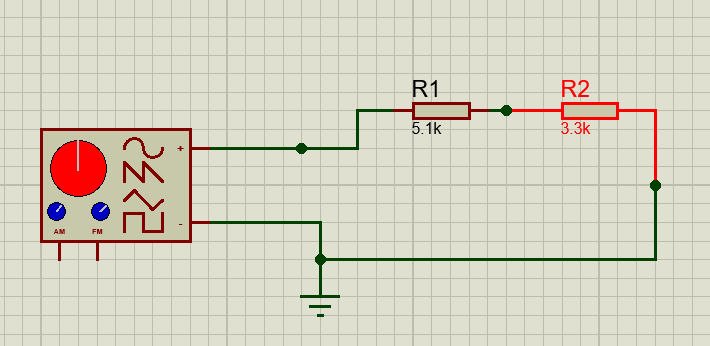 R1
5.1k
R2
3.3k
+
-
AM
FM